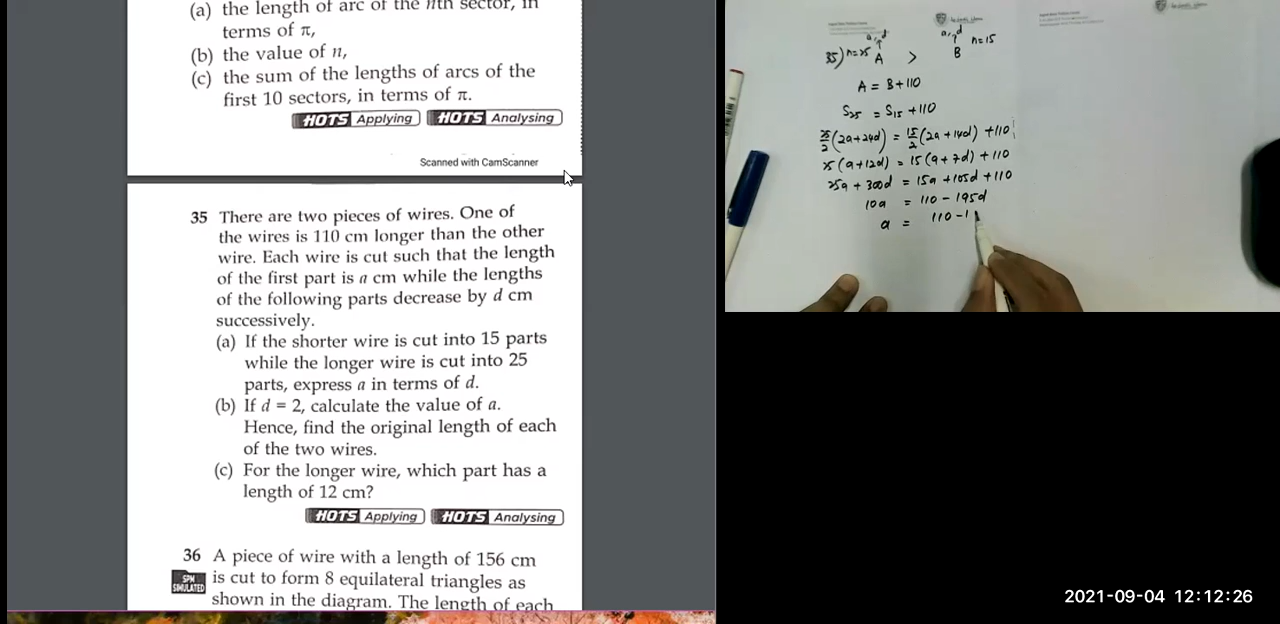 (a) the length of arc of the nth sector, in
terms of π,
(b) the value of n,
(c) the sum of the lengths of arcs of the
first 10 sectors, in terms of π.
HOTS Applying HOTS Analysing
Scanned with CamScanner
35 There are two pieces of wires. One of
the wires is 110 cm longer than the other
wire. Each wire is cut such that the length
of the first part is a cm while the lengths
of the following parts decrease by d cm
successively.
(a) If the shorter wire is cut into 15 parts
while the longer wire is cut into 25
parts, express a in terms of d.
(b) If d = 2, calculate the value of a.
Hence, find the original length of each
of the two wires.
(c) For the longer wire, which part has a
length of 12 cm?
HOTS Applying HOTS Analysing
36 A piece of wire with a length of 156 cm
SPM SIMULATED is cut to form 8 equilateral triangles as
shown in the diagram. The length of each
a, d a, d
35) n=25 A > B n=15
A = B + 110
S25 = S15 + 110
25/2 (2a + 24d) = 15/2 (2a + 14d) + 110
25 (a + 12d) = 15 (a + 7d) + 110
25a + 300d = 15a + 105d + 110
10a = 110 - 195d
a = 110 - 1
2021-09-04 12:12:26